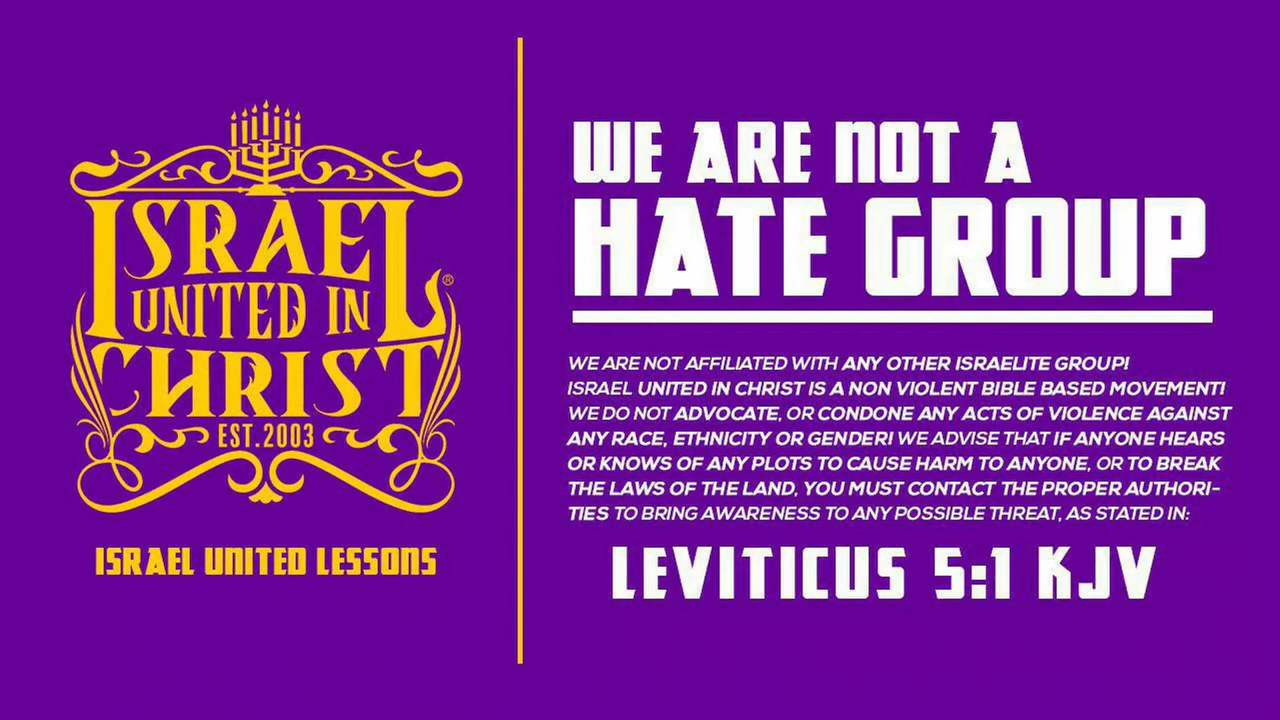 ISRAEL
UNITED IN
CHRIST
®
EST. 2003
ISRAEL UNITED LESSONS
WE ARE NOT A
HATE GROUP
WE ARE NOT AFFILIATED WITH ANY OTHER ISRAELITE GROUP!
ISRAEL UNITED IN CHRIST IS A NON VIOLENT BIBLE BASED MOVEMENT!
WE DO NOT ADVOCATE, OR CONDONE ANY ACTS OF VIOLENCE AGAINST
ANY RACE, ETHNICITY OR GENDER! WE ADVISE THAT IF ANYONE HEARS
OR KNOWS OF ANY PLOTS TO CAUSE HARM TO ANYONE, OR TO BREAK
THE LAWS OF THE LAND, YOU MUST CONTACT THE PROPER AUTHORI-
TIES TO BRING AWARENESS TO ANY POSSIBLE THREAT, AS STATED IN:
LEVITICUS 5:1 KJV